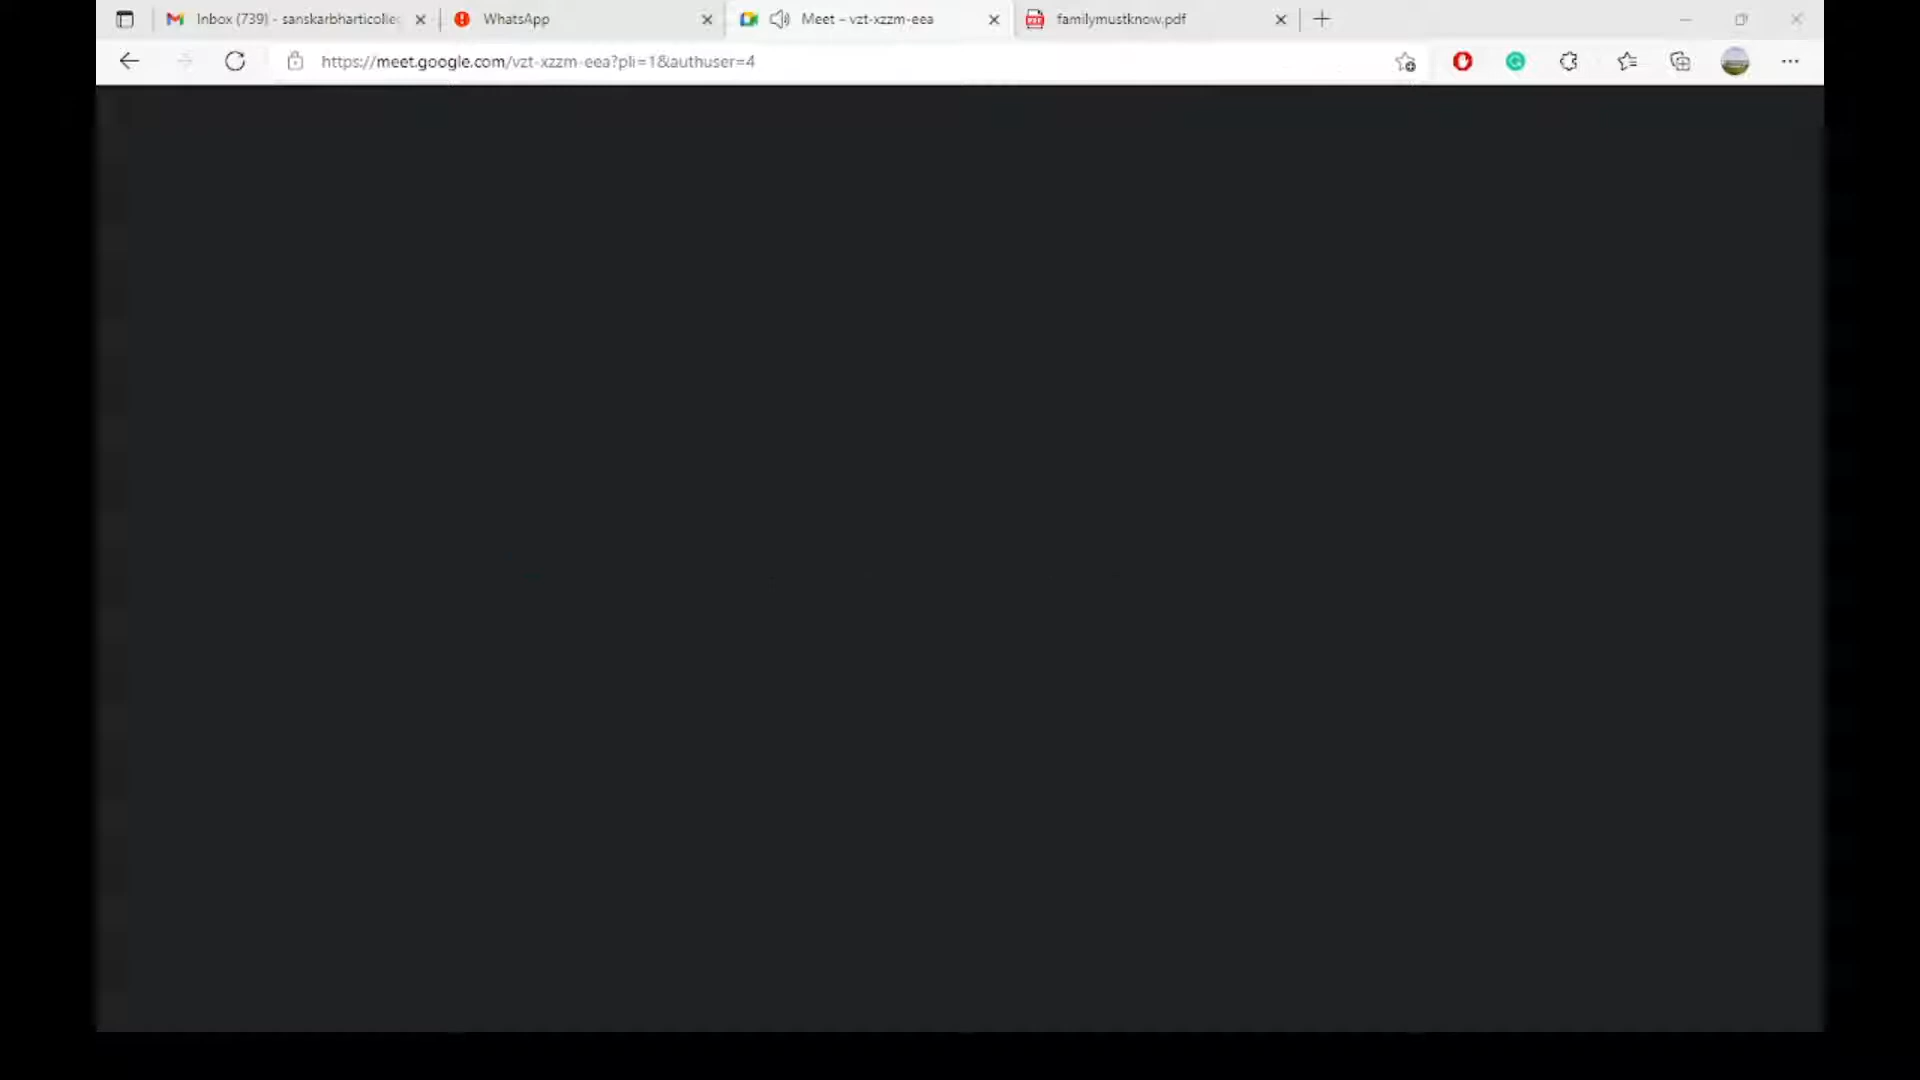 Inbox (739) - sanskarbharticolle
WhatsApp
Meet – vzt-xzzm-eea
familymustknow.pdf
https://meet.google.com/vzt-xzzm-eea?pli=1&authuser=4